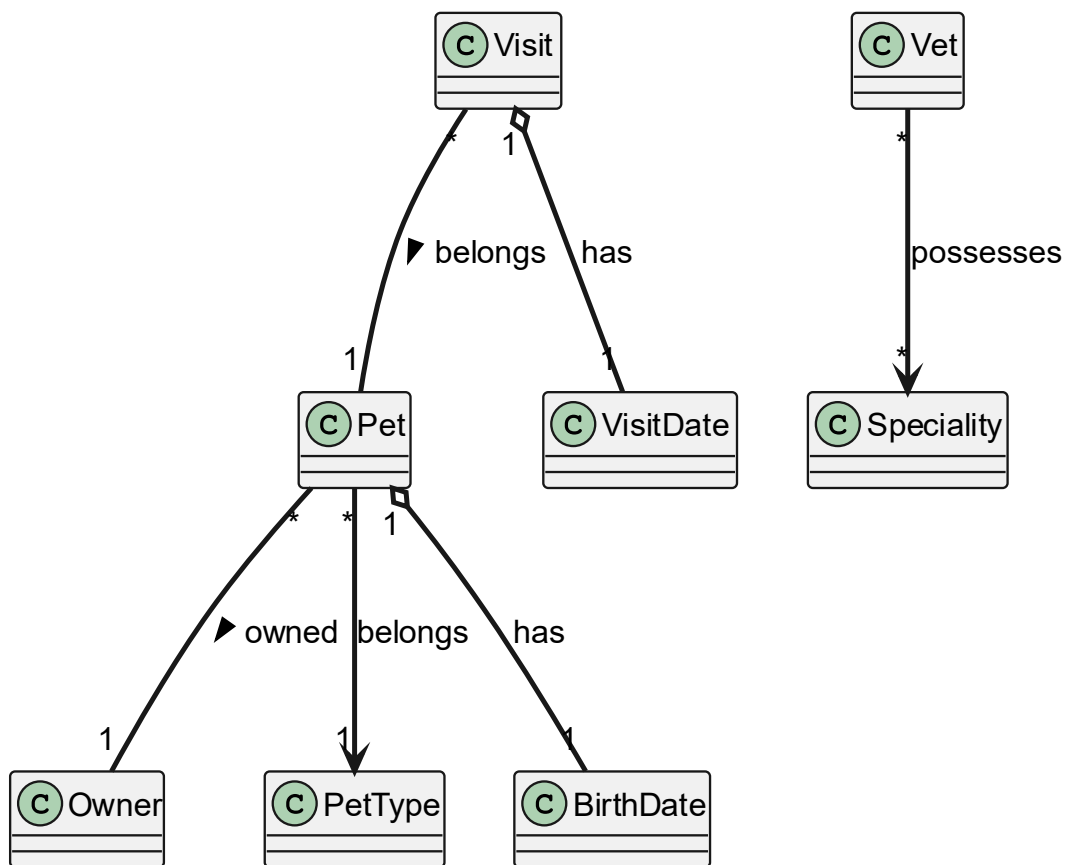 C Visit
C Vet
* 1 *
belongs has possesses
1 1 *
C Pet C VisitDate C Speciality
* * 1
owned belongs has
1 1 1
C Owner C PetType C BirthDate